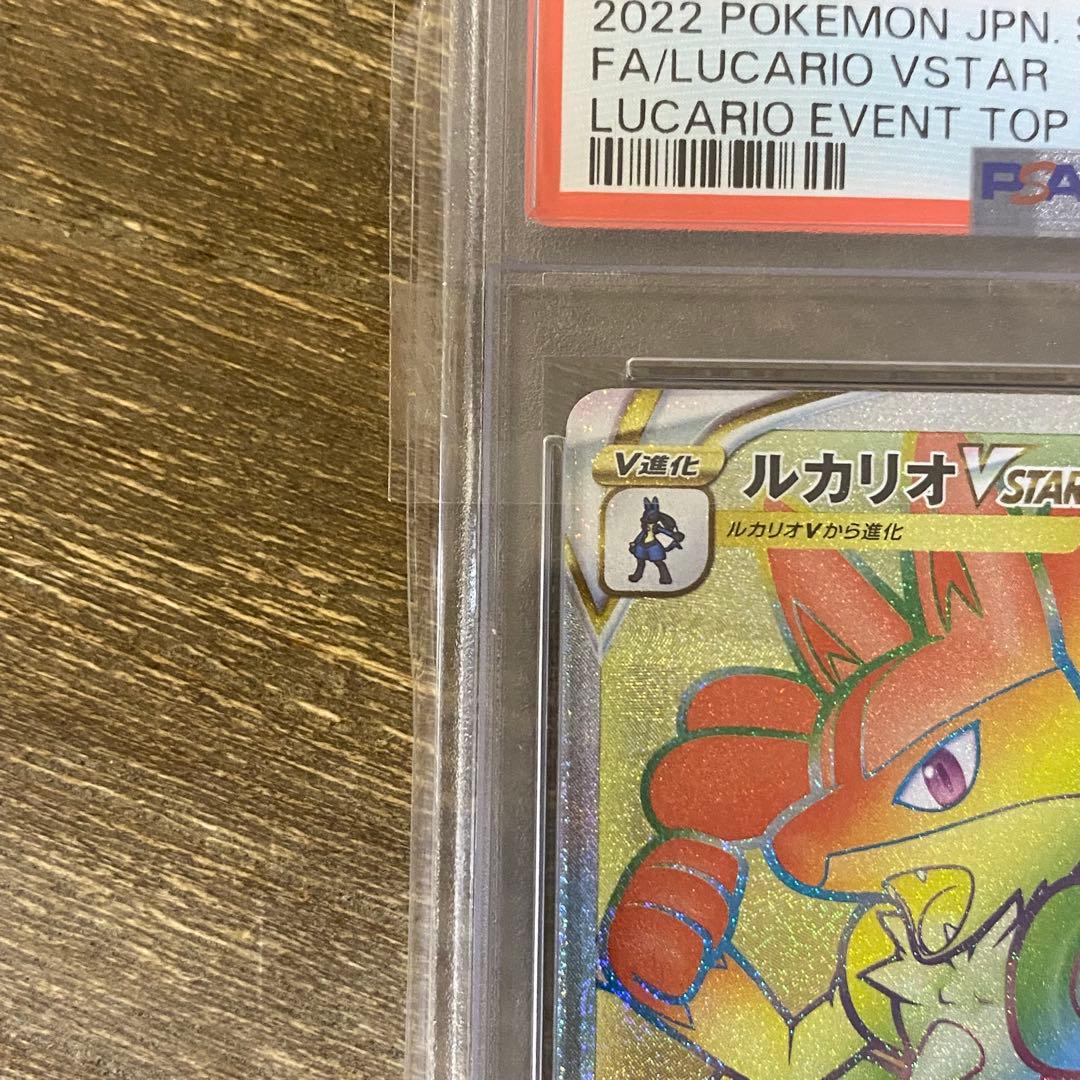 2022 POKEMON JPN.
FA/LUCARIO VSTAR
LUCARIO EVENT TOP
PSA
V進化
ルカリオVSTAR
ルカリオVから進化